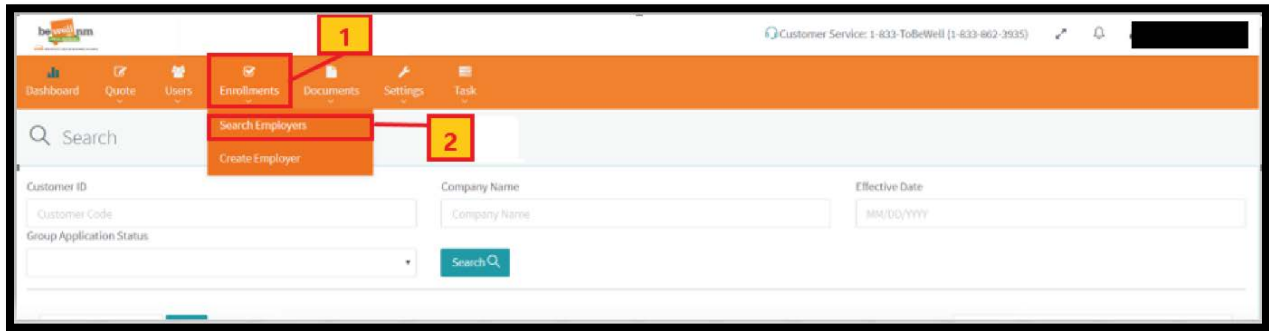 bewellnm
1
Customer Service: 1-833-ToBeWell (1-833-862-3935)
Dashboard Quote Users Enrollments Documents Settings Task
Search Employers
2
Search
Create Employer
Customer ID Company Name Effective Date
Customer Code Company Name MM/DD/YYYY
Group Application Status
Search